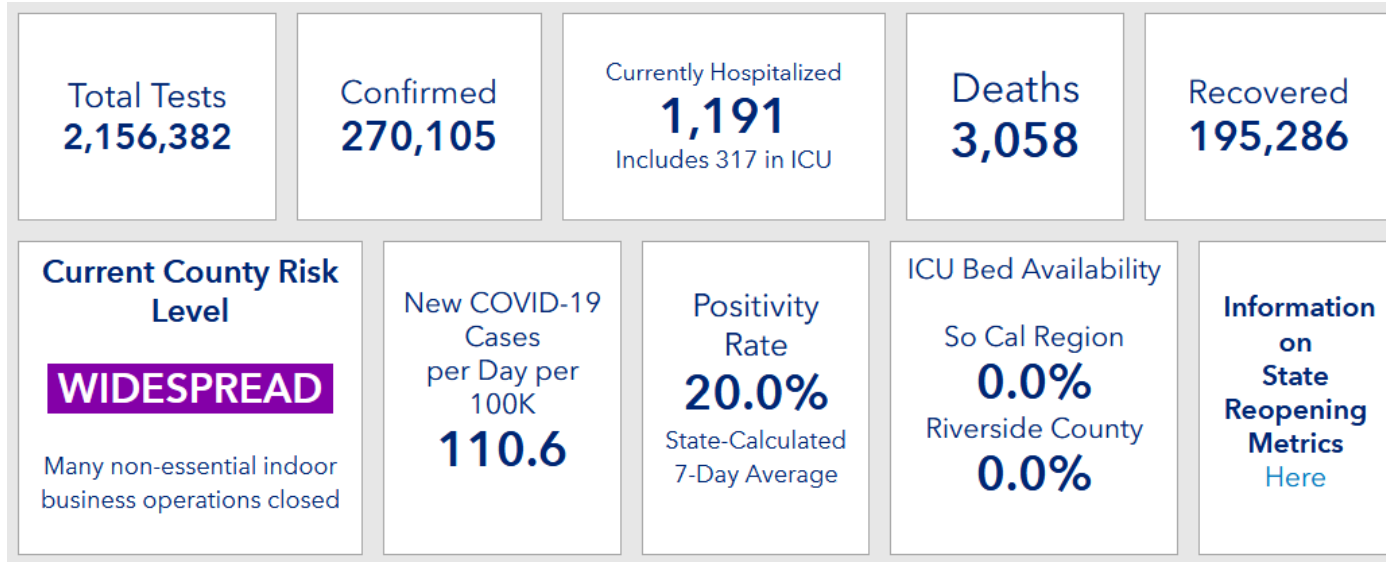 Total Tests
2,156,382
Confirmed
270,105
Currently Hospitalized
1,191
Includes 317 in ICU
Deaths
3,058
Recovered
195,286
Current County Risk
Level
WIDESPREAD
Many non-essential indoor
business operations closed
New COVID-19
Cases
per Day per
100K
110.6
Positivity
Rate
20.0%
State-Calculated
7-Day Average
ICU Bed Availability
So Cal Region
0.0%
Riverside County
0.0%
Information
on
State
Reopening
Metrics
Here